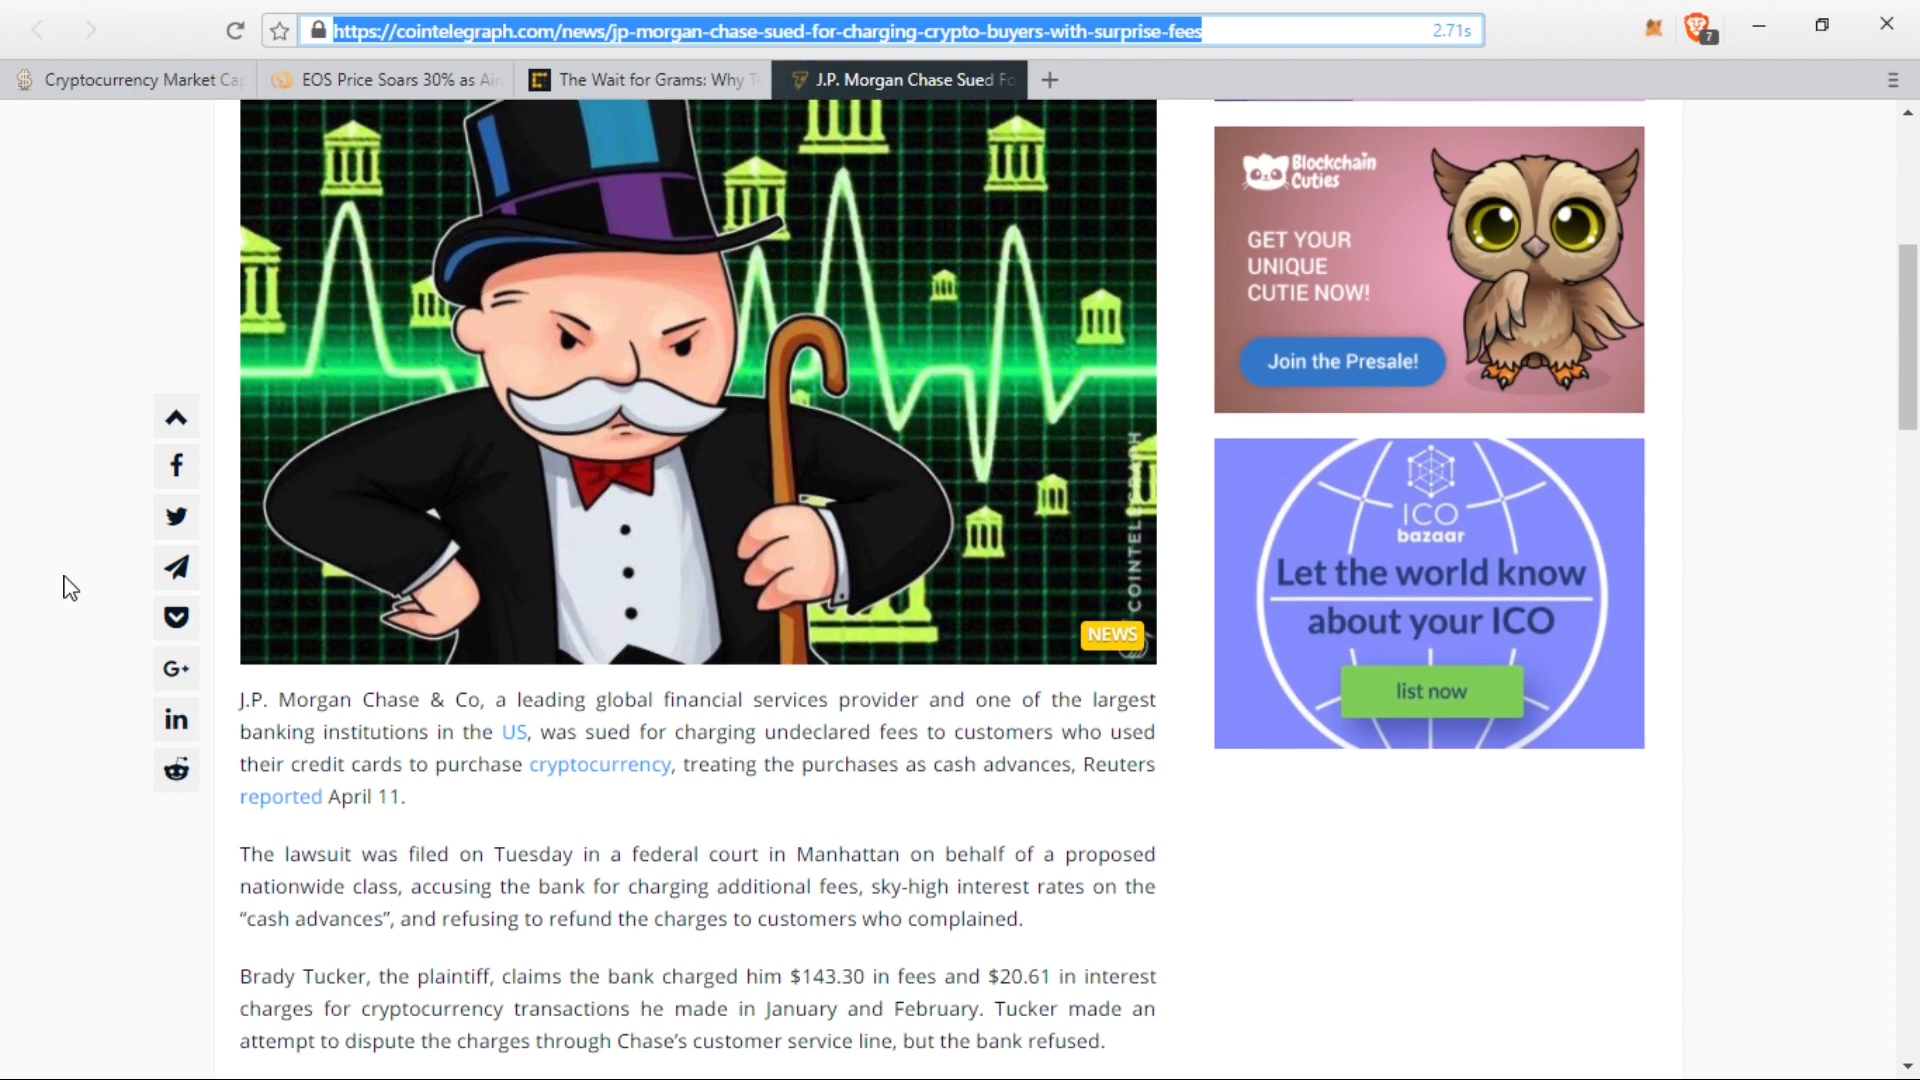 https://cointelegraph.com/news/jp-morgan-chase-sued-for-charging-crypto-buyers-with-surprise-fees
2.71s
7
Cryptocurrency Market Cap
EOS Price Soars 30% as Air
The Wait for Grams: Why T
J.P. Morgan Chase Sued Fo
COINTELEGRAPH
NEWS
Blockchain
Cuties
GET YOUR
UNIQUE
CUTIE NOW!
Join the Presale!
ICO
bazaar
Let the world know
about your ICO
list now
G+
in
J.P. Morgan Chase & Co, a leading global financial services provider and one of the largest
banking institutions in the US, was sued for charging undeclared fees to customers who used
their credit cards to purchase cryptocurrency, treating the purchases as cash advances, Reuters
reported April 11.
The lawsuit was filed on Tuesday in a federal court in Manhattan on behalf of a proposed
nationwide class, accusing the bank for charging additional fees, sky-high interest rates on the
“cash advances”, and refusing to refund the charges to customers who complained.
Brady Tucker, the plaintiff, claims the bank charged him $143.30 in fees and $20.61 in interest
charges for cryptocurrency transactions he made in January and February. Tucker made an
attempt to dispute the charges through Chase’s customer service line, but the bank refused.